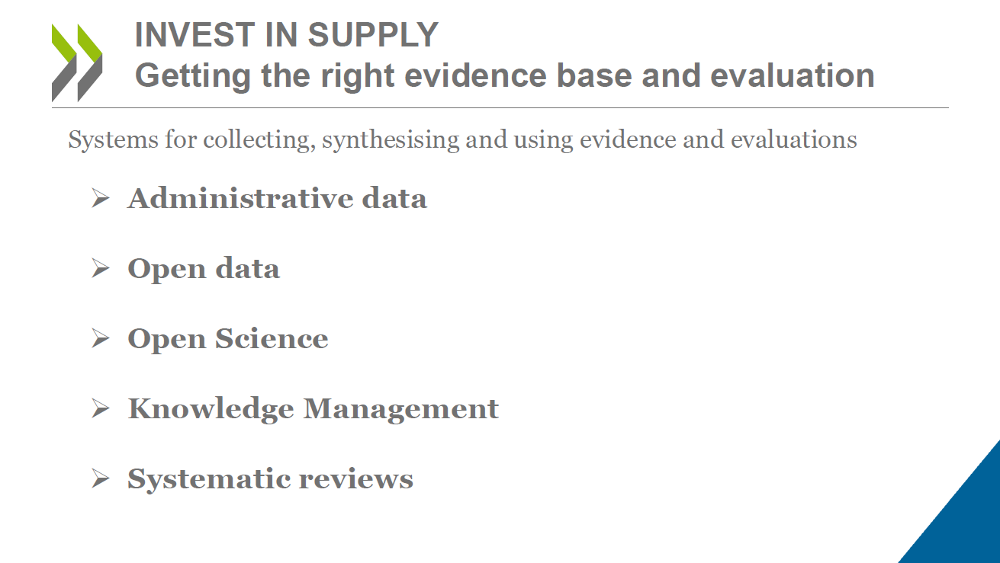 INVEST IN SUPPLY
Getting the right evidence base and evaluation
Systems for collecting, synthesising and using evidence and evaluations
Administrative data
Open data
Open Science
Knowledge Management
Systematic reviews